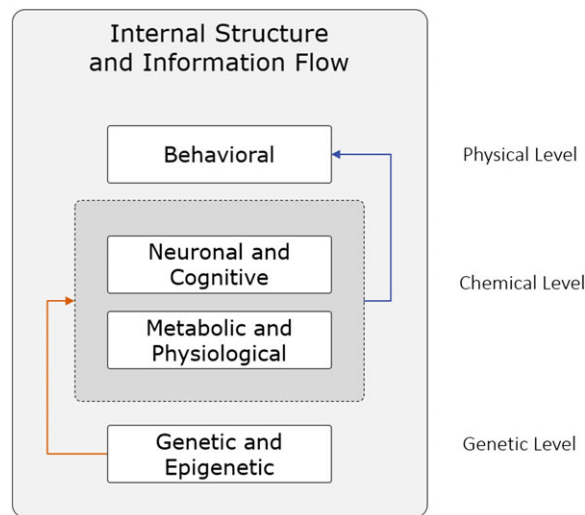 Internal Structure
and Information Flow
Behavioral
Physical Level
Neuronal and
Cognitive
Chemical Level
Metabolic and
Physiological
Genetic and
Epigenetic
Genetic Level